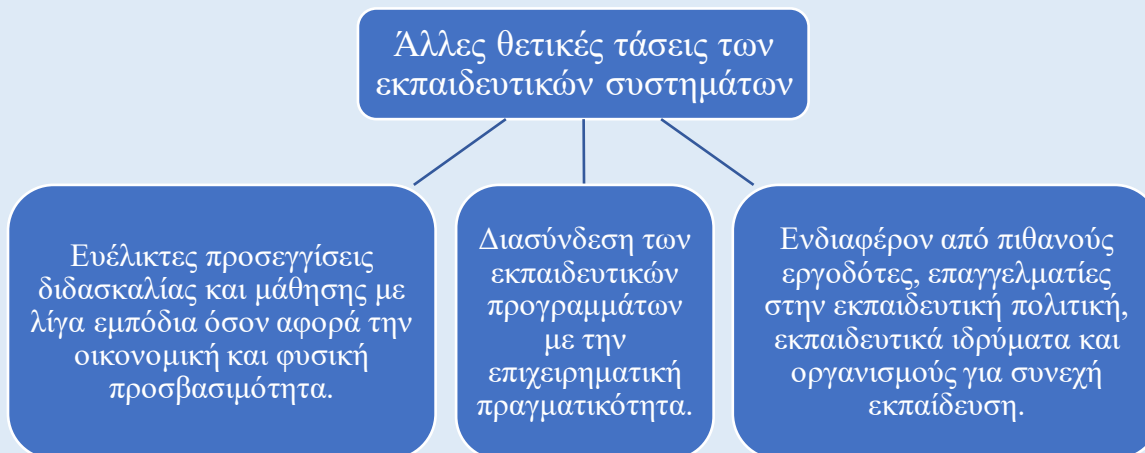 Άλλες θετικές τάσεις των
εκπαιδευτικών συστημάτων
Ευέλικτες προσεγγίσεις
διδασκαλίας και μάθησης με
λίγα εμπόδια όσον αφορά την
οικονομική και φυσική
προσβασιμότητα.
Διασύνδεση των
εκπαιδευτικών
προγραμμάτων
με την
επιχειρηματική
πραγματικότητα.
Ενδιαφέρον από πιθανούς
εργοδότες, επαγγελματίες
στην εκπαιδευτική πολιτική,
εκπαιδευτικά ιδρύματα και
οργανισμούς για συνεχή
εκπαίδευση.